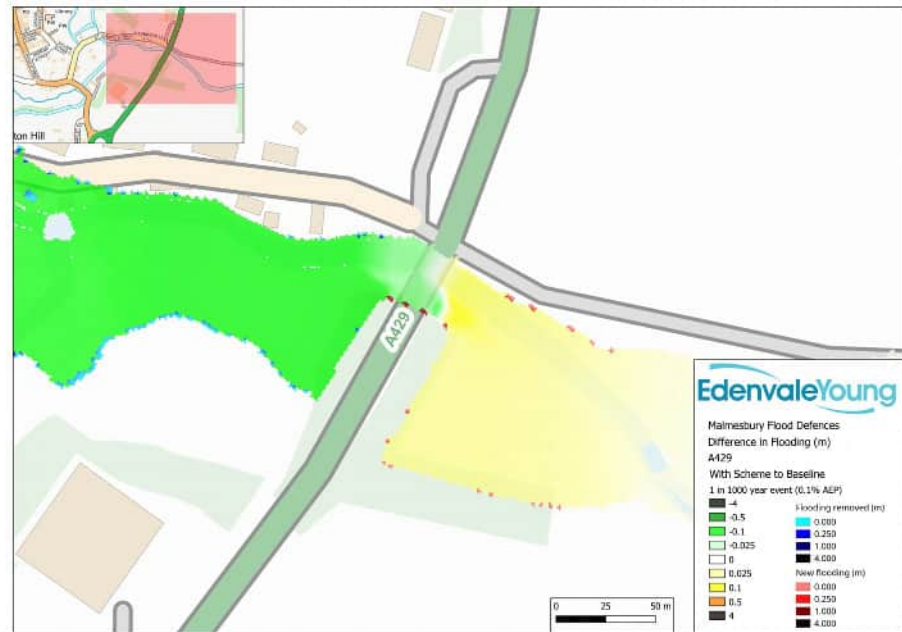 ton Hill
A429
EdenvaleYoung
Malmesbury Flood Defences
Difference in Flooding (m)
A429
With Scheme to Baseline
1 in 1000 year event (0.1% AEP)
-4
-0.5
-0.1
-0.025
0
0.025
0.1
0.5
4
Flooding removed (m)
0.000
0.250
1.000
4.000
New flooding (m)
0.000
0.250
1.000
4.000
0 25 50 m